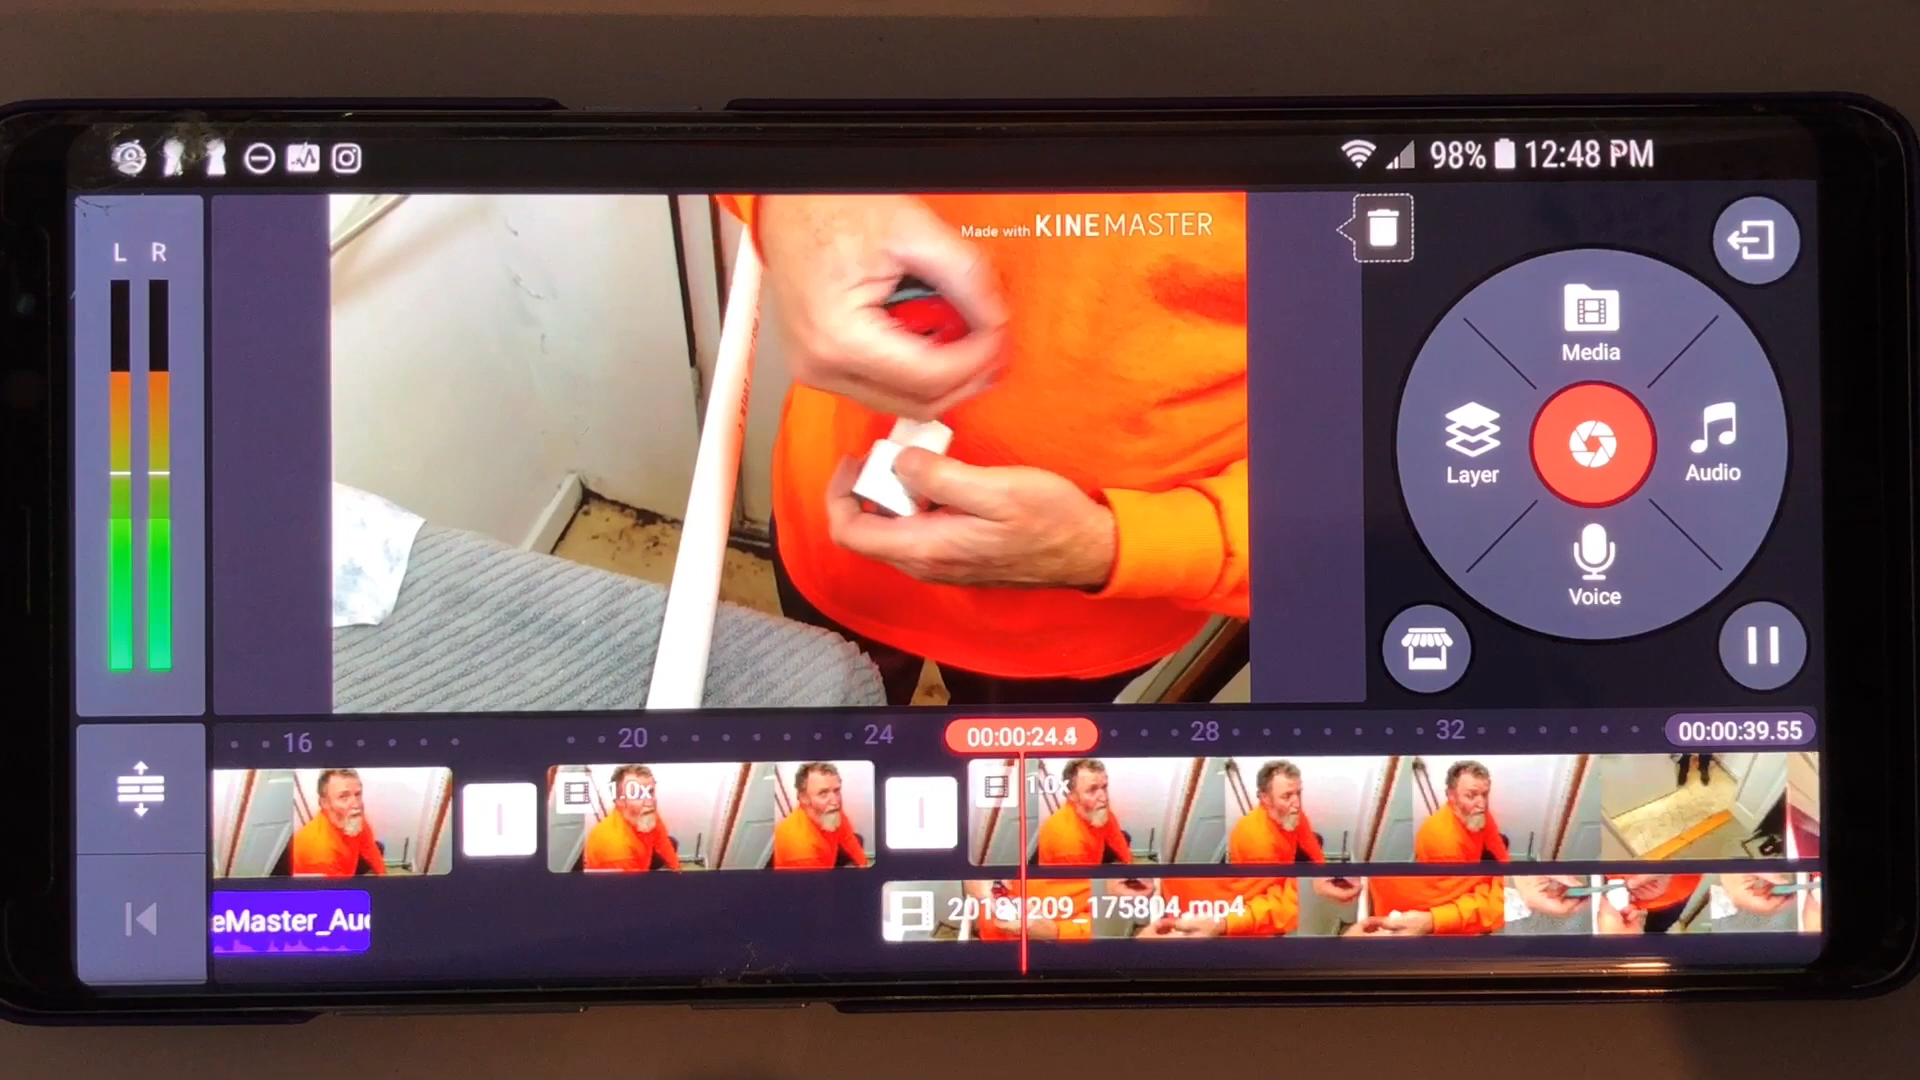 98% 12:48 PM
L R
Made with KINEMASTER
Media
Layer
Audio
Voice
16 20 24 00:00:24.4 28 32 00:00:39.55
1.0x 1.0x
eMaster_Au
20181209_175804.mp4